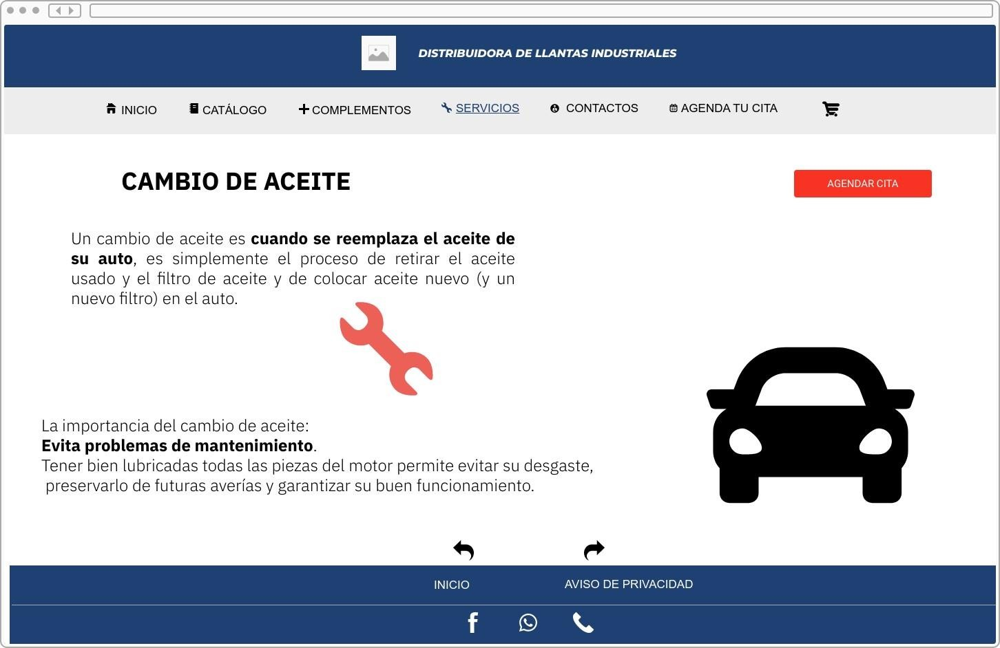 DISTRIBUIDORA DE LLANTAS INDUSTRIALES
INICIO CATÁLOGO COMPLEMENTOS SERVICIOS CONTACTOS AGENDA TU CITA
CAMBIO DE ACEITE
AGENDAR CITA
Un cambio de aceite es cuando se reemplaza el aceite de
su auto, es simplemente el proceso de retirar el aceite
usado y el filtro de aceite y de colocar aceite nuevo (y un
nuevo filtro) en el auto.
La importancia del cambio de aceite:
Evita problemas de mantenimiento.
Tener bien lubricadas todas las piezas del motor permite evitar su desgaste,
preservarlo de futuras averías y garantizar su buen funcionamiento.
INICIO AVISO DE PRIVACIDAD